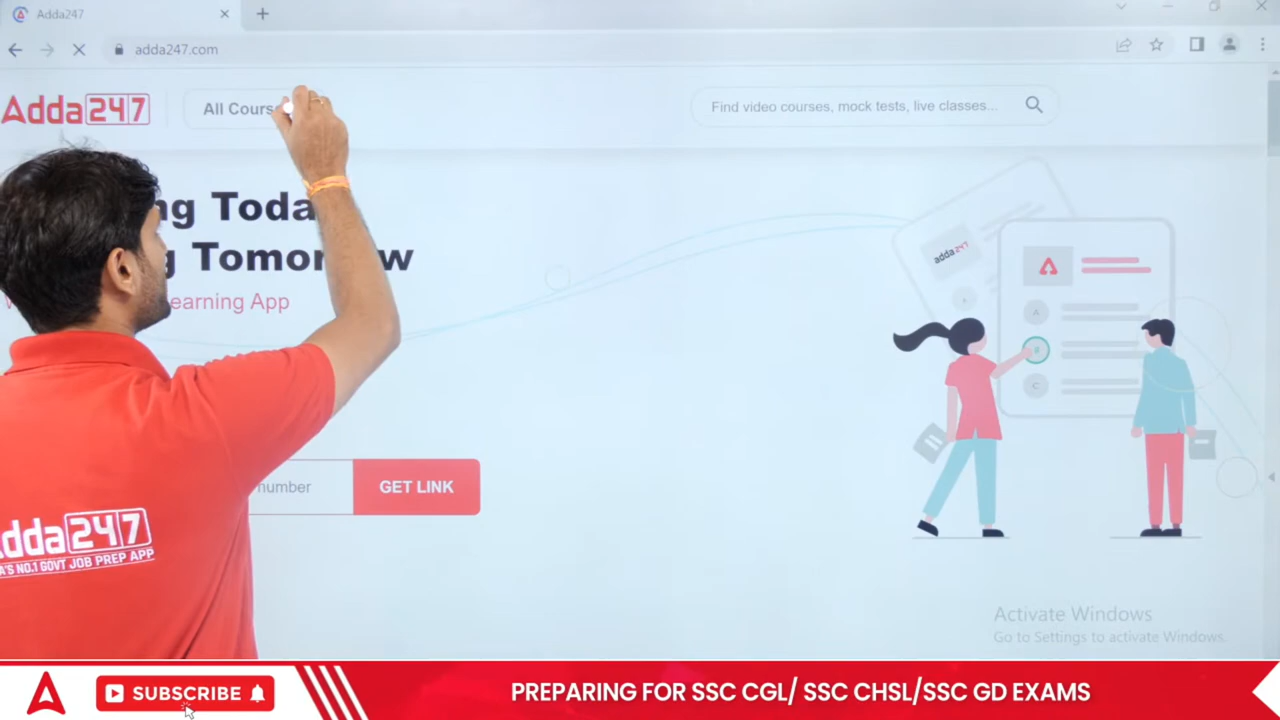 Adda247
adda247.com
Adda247
All Cours
Find video courses, mock tests, live classes...
ng Toda
g Tomorrow
earning App
adda247
A
C
number
GET LINK
Adda247
A'S NO.1 GOVT JOB PREP APP
Activate Windows
Go to Settings to activate Windows.
SUBSCRIBE
PREPARING FOR SSC CGL/ SSC CHSL/SSC GD EXAMS